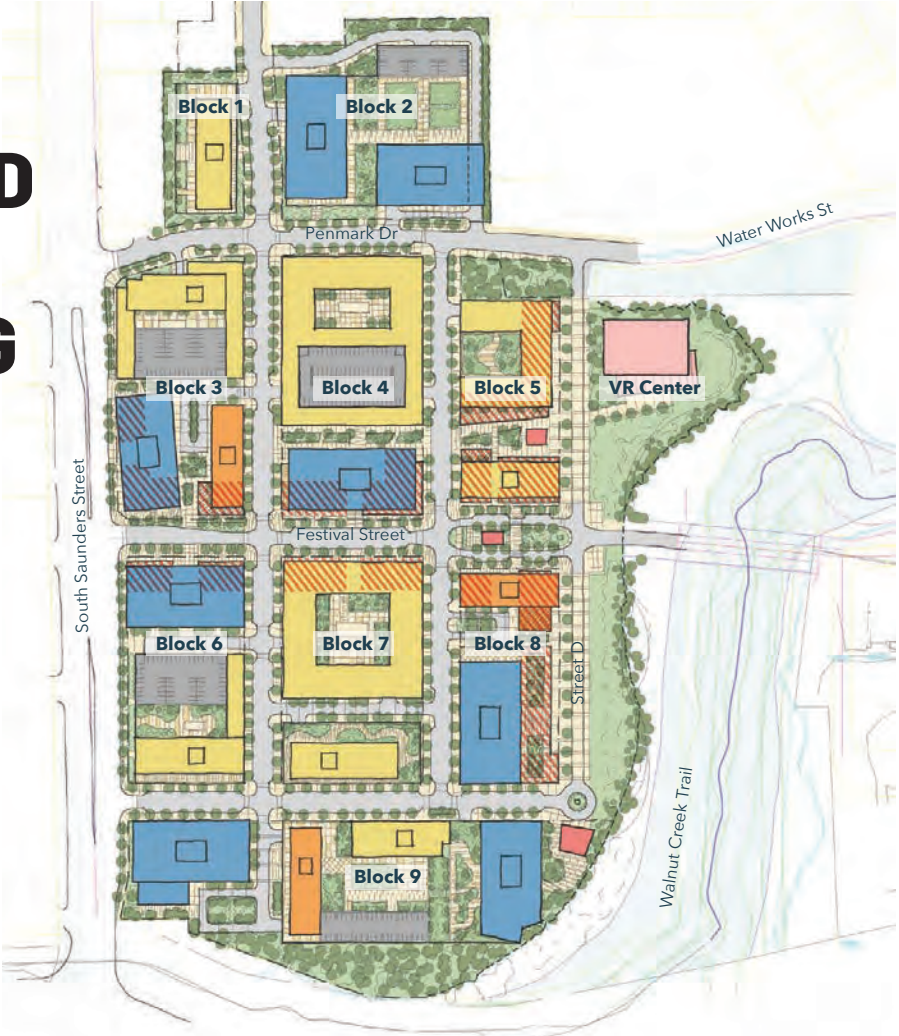 Block 1
Block 2
D
Penmark Dr
Water Works St
G
Block 3
Block 4
Block 5
VR Center
South Saunders Street
Festival Street
Block 6
Block 7
Block 8
Street D
Walnut Creek Trail
Block 9